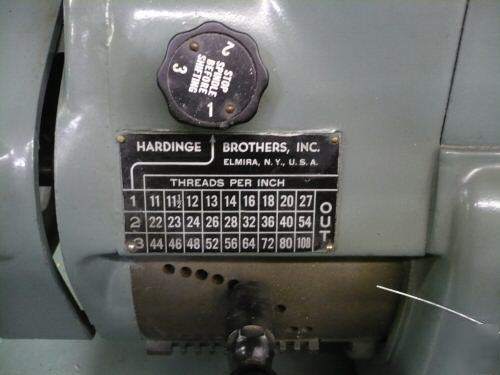 2
STOP
SPINDLE
BEFORE
SHIFTING
3
1
HARDINGE BROTHERS, INC.
ELMIRA, N.Y., U.S.A.
THREADS PER INCH
1 11 11½ 12 13 14 16 18 20 27
2 22 23 24 26 28 32 36 40 54
3 44 46 48 52 56 64 72 80 108
OUT